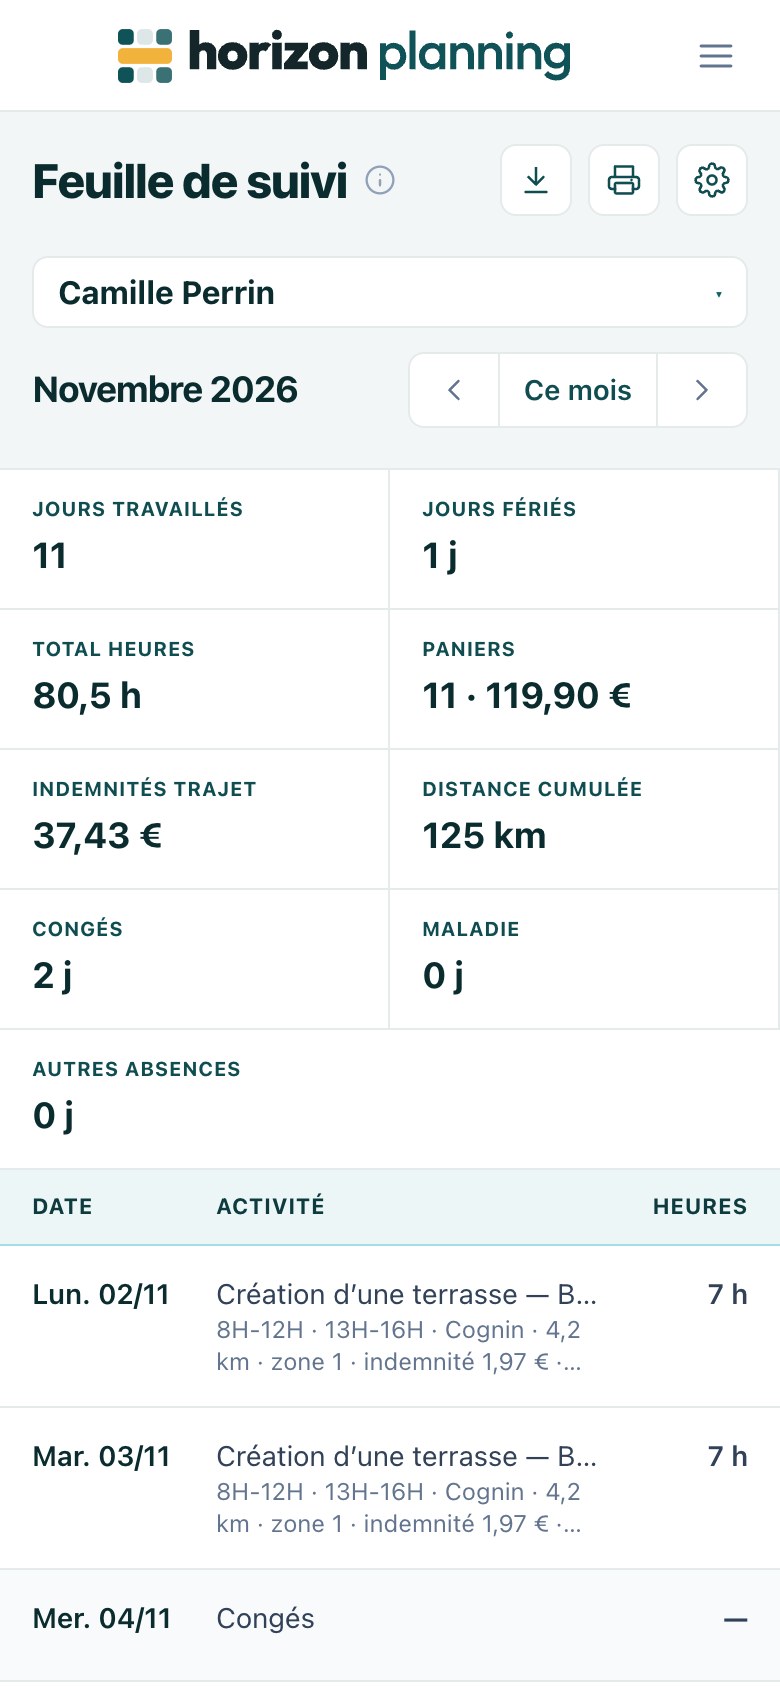 horizon planning
Feuille de suivi
Camille Perrin
Novembre 2026
Ce mois
JOURS TRAVAILLÉS
11
JOURS FÉRIÉS
1 j
TOTAL HEURES
80,5 h
PANIERS
11 · 119,90 €
INDEMNITÉS TRAJET
37,43 €
DISTANCE CUMULÉE
125 km
CONGÉS
2 j
MALADIE
0 j
AUTRES ABSENCES
0 j
DATE ACTIVITÉ HEURES
Lun. 02/11 Création d’une terrasse — B... 7 h
8H-12H · 13H-16H · Cognin · 4,2
km · zone 1 · indemnité 1,97 € ·...
Mar. 03/11 Création d’une terrasse — B... 7 h
8H-12H · 13H-16H · Cognin · 4,2
km · zone 1 · indemnité 1,97 € ·...
Mer. 04/11 Congés —